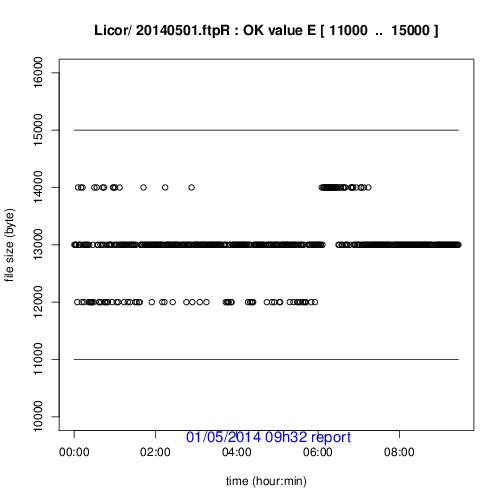 Licor/ 20140501.ftpR : OK value E [ 11000 .. 15000 ]
16000
15000
14000
13000
12000
11000
10000
file size (byte)
01/05/2014 09h32 report
00:00 02:00 04:00 06:00 08:00
time (hour:min)